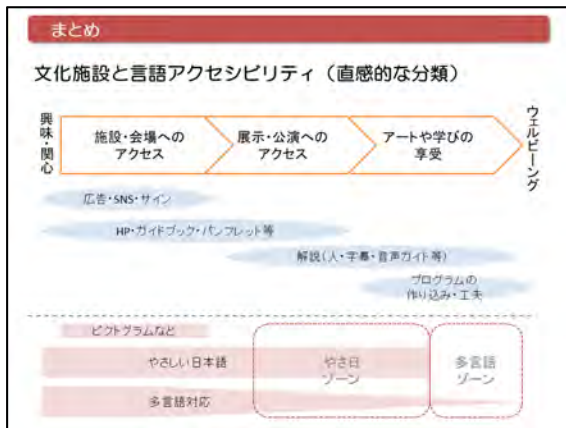 まとめ
文化施設と言語アクセシビリティ（直感的な分類）
興味・関心
施設・会場への
アクセス
展示・公演への
アクセス
アートや学びの
享受
ウェルビーイング
広告・SNS・サイン
HP・ガイドブック・パンフレット等
解説(人・字幕・音声ガイド等)
プログラムの
作り込み・工夫
ピクトグラムなど
やさしい日本語
やさ日
ゾーン
多言語
ゾーン
多言語対応